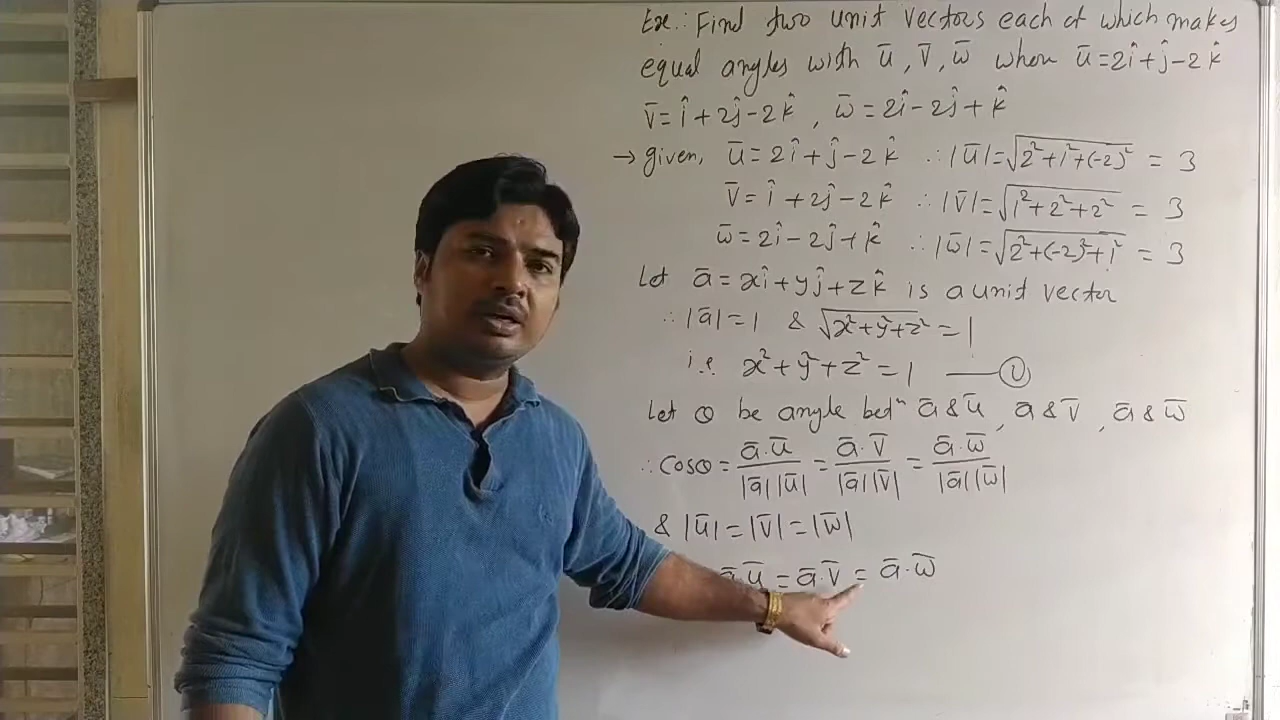 Ex.: Find two unit vectors each of which makes
equal angles with ū, v̄, w̄ where ū = 2î + ĵ - 2k̂
v̄ = î + 2ĵ - 2k̂ , w̄ = 2î - 2ĵ + k̂
→ given, ū = 2î + ĵ - 2k̂ ∴ |ū| = √(2² + 1² + (-2)²) = 3
v̄ = î + 2ĵ - 2k̂ ∴ |v̄| = √(1² + 2² + 2²) = 3
w̄ = 2î - 2ĵ + k̂ ∴ |w̄| = √(2² + (-2)² + 1²) = 3
Let ā = xî + yĵ + zk̂ is a unit vector
∴ |ā| = 1 & √(x² + y² + z²) = 1
i.e. x² + y² + z² = 1 —— ①
Let θ be angle betⁿ ā & ū , ā & v̄ , ā & w̄
∴ cosθ = ā·ū / |ā||ū| = ā·v̄ / |ā||v̄| = ā·w̄ / |ā||w̄|
& |ū| = |v̄| = |w̄|
ā·ū = ā·v̄ = ā·w̄